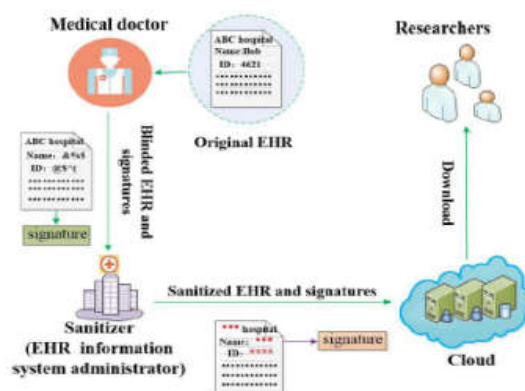 Medical doctor
ABC hospital
Name:Bob
ID: 4621
Original EHR
Researchers
ABC hospital
Name: &%$
ID: @$^(
signature
Blinded EHR and
signatures
Download
Sanitized EHR and signatures
Sanitizer
(EHR information
system administrator)
*** hospital
Name: ***
ID: ****
signature
Cloud